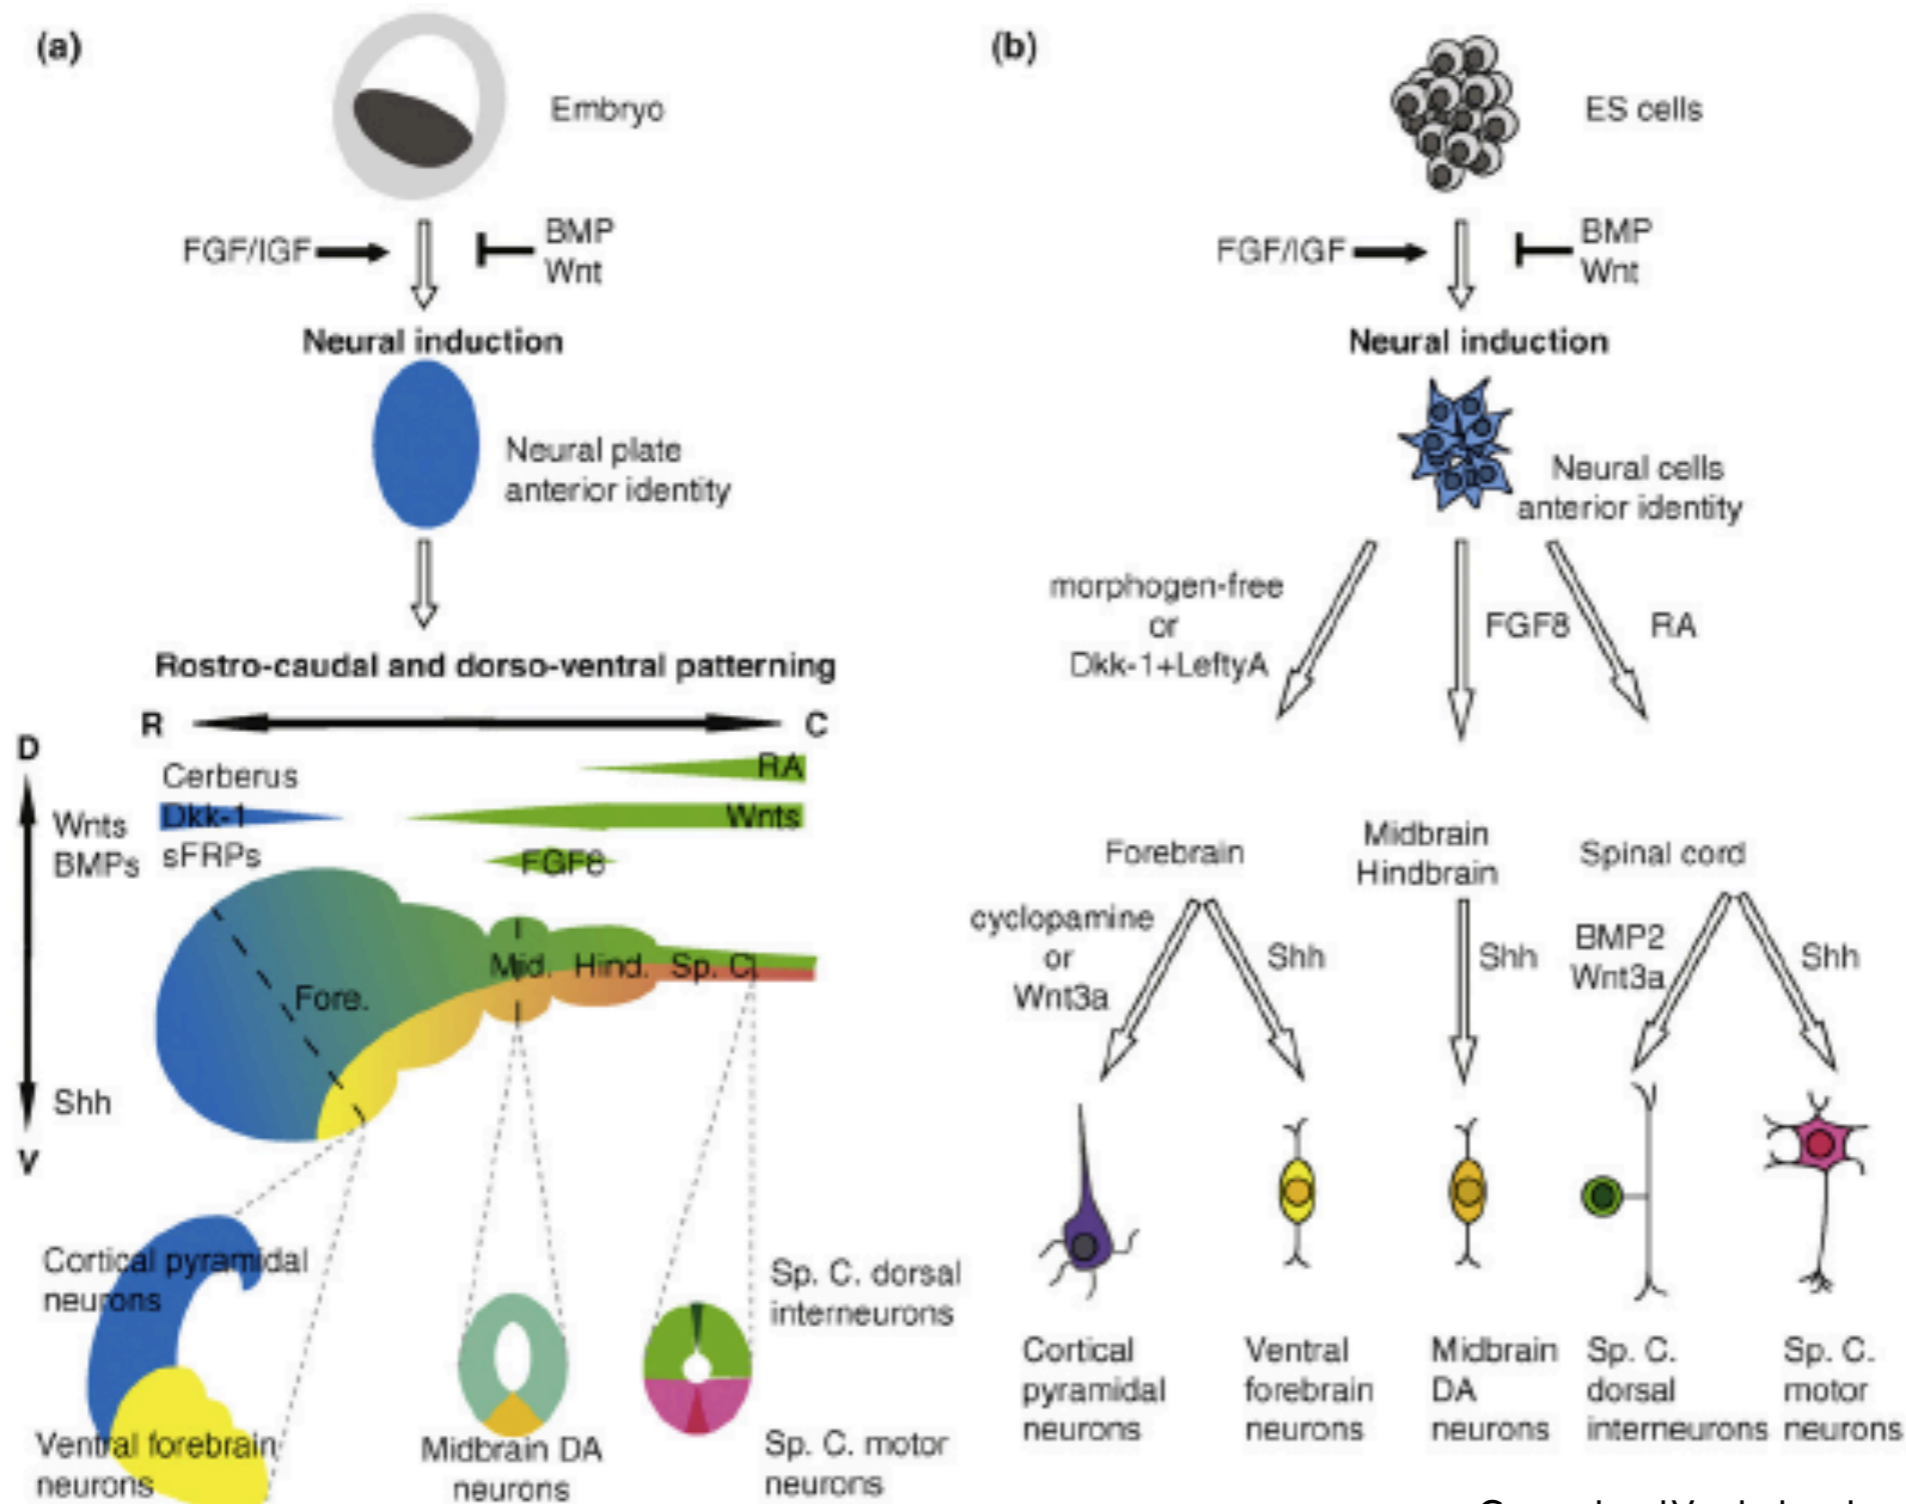 (a)
Embryo
FGF/IGF
BMP
Wnt
Neural induction
Neural plate
anterior identity
Rostro-caudal and dorso-ventral patterning
R
C
D
RA
Cerberus
Dkk-1
sFRPs
Wnts
BMPs
Wnts
FGF8
Fore.
Mid.
Hind.
Sp. C.
Shh
V
Cortical pyramidal
neurons
Ventral forebrain
neurons
Midbrain DA
neurons
Sp. C. dorsal
interneurons
Sp. C. motor
neurons
(b)
ES cells
FGF/IGF
BMP
Wnt
Neural induction
Neural cells
anterior identity
morphogen-free
or
Dkk-1+LeftyA
FGF8
RA
Forebrain
Midbrain
Hindbrain
Spinal cord
cyclopamine
or
Wnt3a
Shh
Shh
BMP2
Wnt3a
Shh
Cortical
pyramidal
neurons
Ventral
forebrain
neurons
Midbrain
DA
neurons
Sp. C.
dorsal
interneurons
Sp. C.
motor
neurons